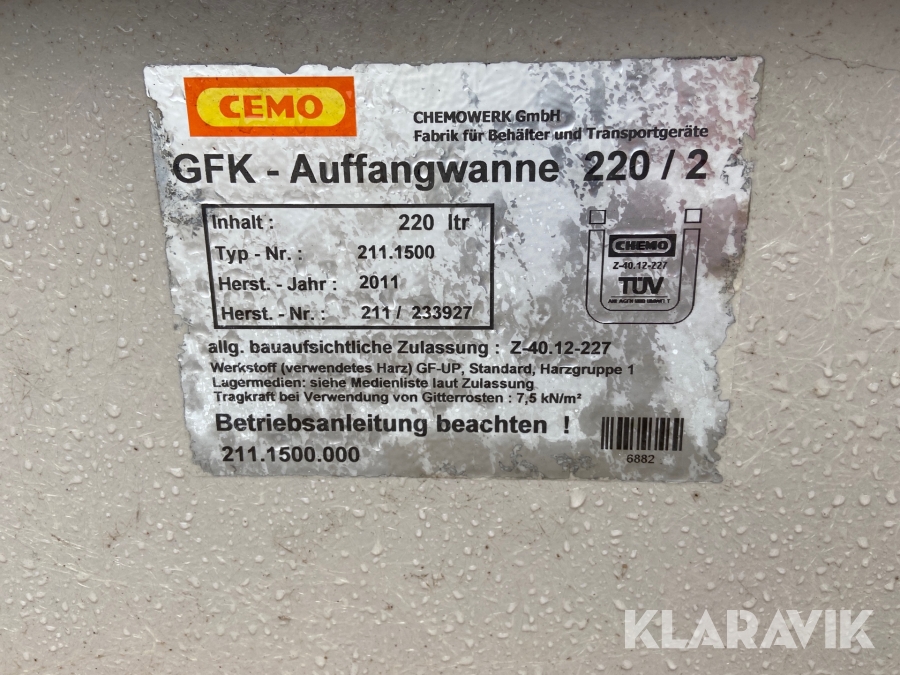 CEMO
CHEMOWERK GmbH
Fabrik für Behälter und Transportgeräte
GFK - Auffangwanne 220 / 2
Inhalt : 220 ltr
Typ - Nr. : 211.1500
Herst. - Jahr : 2011
Herst. - Nr. : 211 / 233927
CHEMO
Z-40.12-227
TÜV
allg. bauaufsichtliche Zulassung : Z-40.12-227
Werkstoff (verwendetes Harz) GF-UP, Standard, Harzgruppe 1
Lagermedien: siehe Medienliste laut Zulassung
Tragkraft bei Verwendung von Gitterrosten : 7,5 kN/m²
Betriebsanleitung beachten !
211.1500.000
6882
KLARAVIK